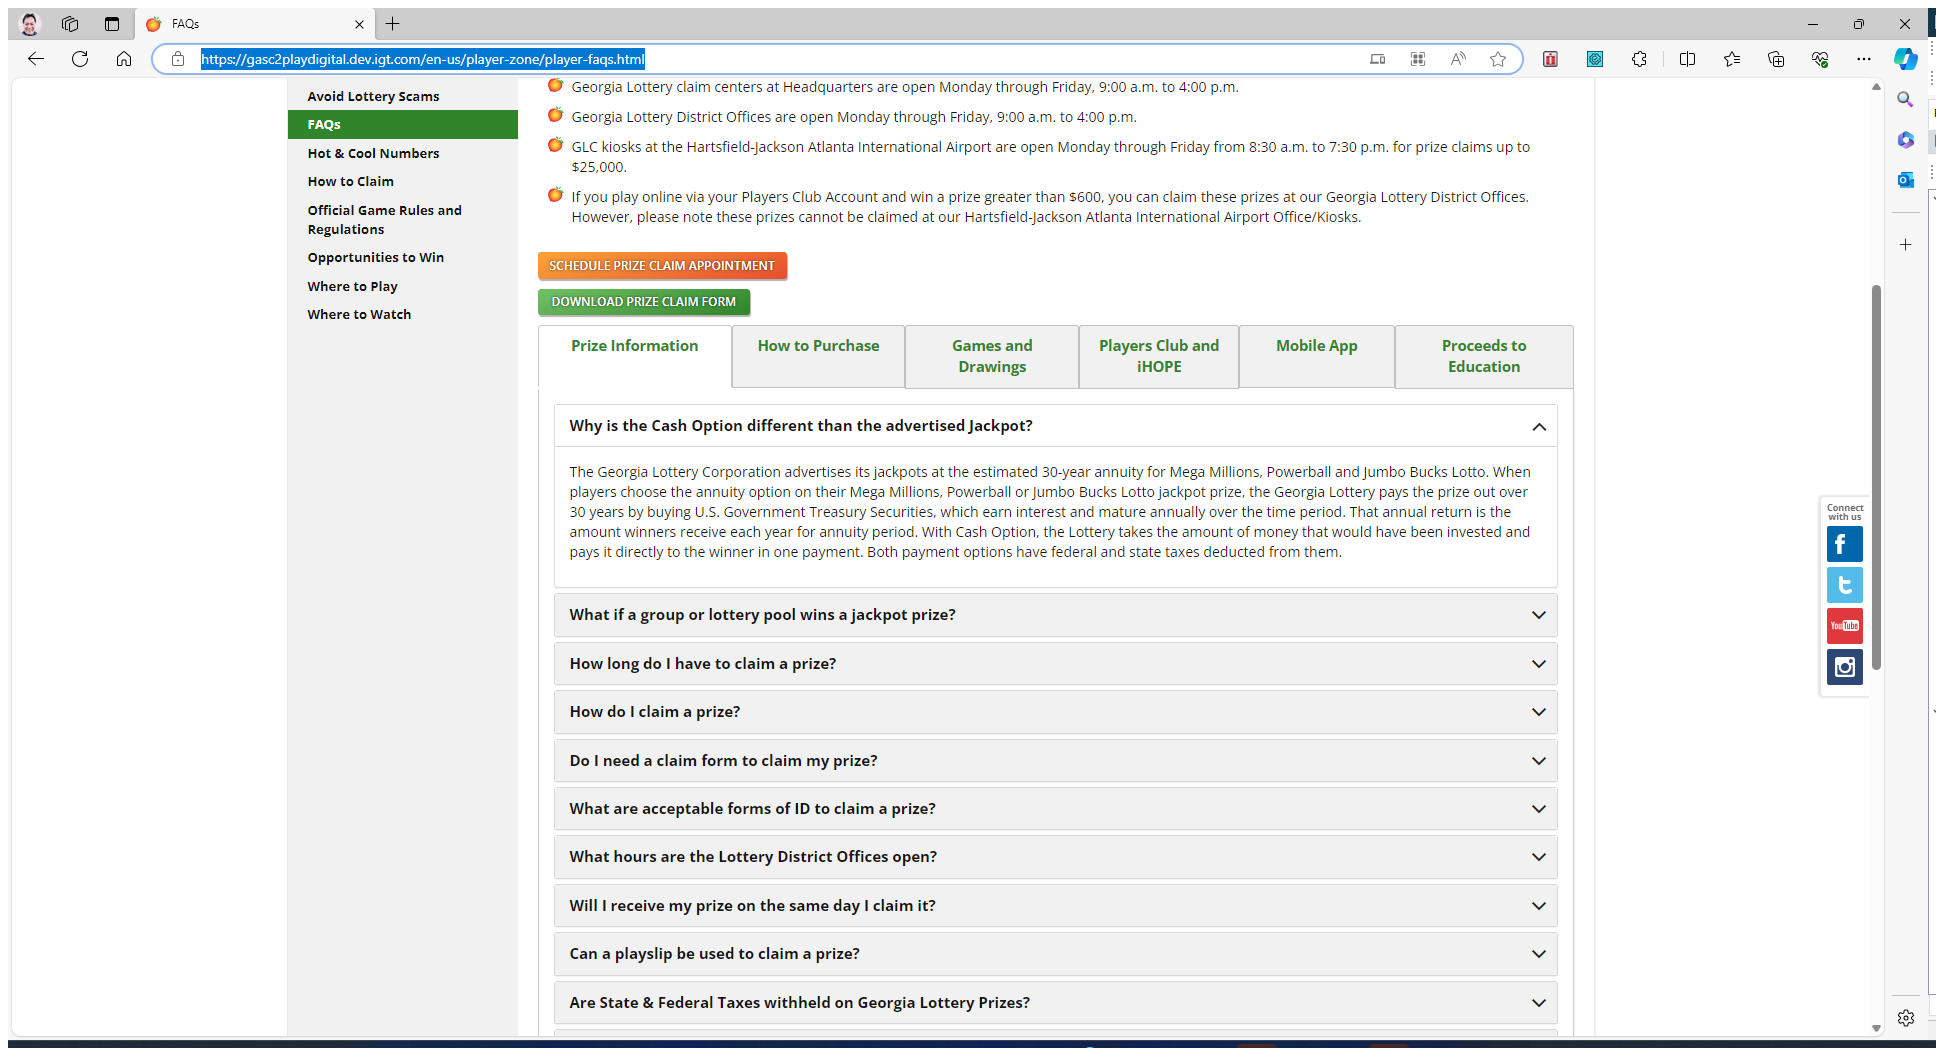 FAQs
https://gasc2playdigital.dev.igt.com/en-us/player-zone/player-faqs.html
Avoid Lottery Scams
FAQs
Hot & Cool Numbers
How to Claim
Official Game Rules and
Regulations
Opportunities to Win
Where to Play
Where to Watch
Georgia Lottery claim centers at Headquarters are open Monday through Friday, 9:00 a.m. to 4:00 p.m.
Georgia Lottery District Offices are open Monday through Friday, 9:00 a.m. to 4:00 p.m.
GLC kiosks at the Hartsfield-Jackson Atlanta International Airport are open Monday through Friday from 8:30 a.m. to 7:30 p.m. for prize claims up to
$25,000.
If you play online via your Players Club Account and win a prize greater than $600, you can claim these prizes at our Georgia Lottery District Offices.
However, please note these prizes cannot be claimed at our Hartsfield-Jackson Atlanta International Airport Office/Kiosks.
SCHEDULE PRIZE CLAIM APPOINTMENT
DOWNLOAD PRIZE CLAIM FORM
Prize Information
How to Purchase
Games and
Drawings
Players Club and
iHOPE
Mobile App
Proceeds to
Education
Why is the Cash Option different than the advertised Jackpot?
The Georgia Lottery Corporation advertises its jackpots at the estimated 30-year annuity for Mega Millions, Powerball and Jumbo Bucks Lotto. When
players choose the annuity option on their Mega Millions, Powerball or Jumbo Bucks Lotto jackpot prize, the Georgia Lottery pays the prize out over
30 years by buying U.S. Government Treasury Securities, which earn interest and mature annually over the time period. That annual return is the
amount winners receive each year for annuity period. With Cash Option, the Lottery takes the amount of money that would have been invested and
pays it directly to the winner in one payment. Both payment options have federal and state taxes deducted from them.
What if a group or lottery pool wins a jackpot prize?
How long do I have to claim a prize?
How do I claim a prize?
Do I need a claim form to claim my prize?
What are acceptable forms of ID to claim a prize?
What hours are the Lottery District Offices open?
Will I receive my prize on the same day I claim it?
Can a playslip be used to claim a prize?
Are State & Federal Taxes withheld on Georgia Lottery Prizes?
Connect
with us
YouTube